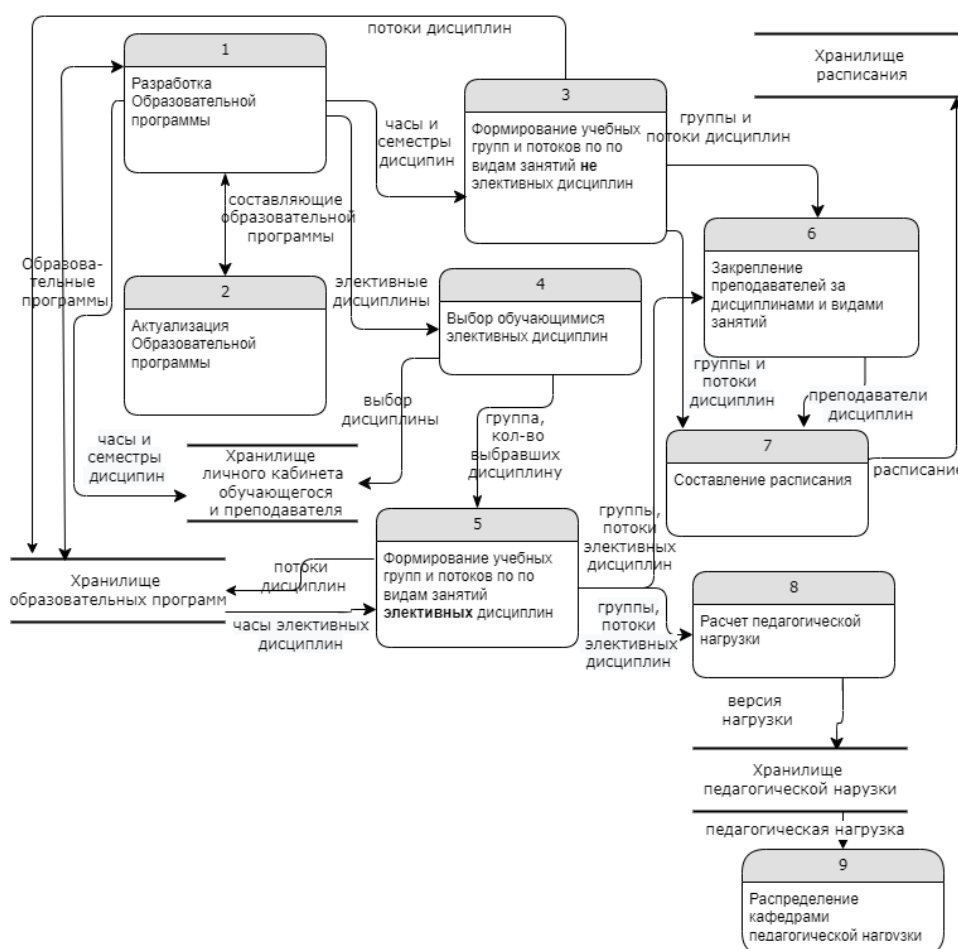 потоки дисциплин
1
Разработка
Образовательной
программы
3
Формирование учебных
групп и потоков по по
видам занятий не
элективных дисциплин
Хранилище
расписания
часы и
семестры
дисципин
группы и
потоки дисциплин
составляющие
образовательной
программы
6
Закрепление
преподавателей за
дисциплинами и видами
занятий
Образова-
тельные
программы
2
Актуализация
Образовательной
программы
элективные
дисциплины
4
Выбор обучающимися
элективных дисциплин
группы и
потоки
дисциплин
преподаватели
дисциплин
выбор
дисциплины
группа,
кол-во
выбравших
дисциплину
7
Составление расписания
расписание
часы и
семестры
дисципин
Хранилище
личного кабинета
обучающегося
и преподавателя
5
Формирование учебных
групп и потоков по по
видам занятий
элективных дисциплин
группы,
потоки
элективных
дисциплин
Хранилище
образовательных программ
потоки
дисциплин
часы элективных
дисциплин
группы,
потоки
элективных
дисциплин
8
Расчет педагогической
нагрузки
версия
нагрузки
Хранилище
педагогической нарузки
педагогическая нагрузка
9
Распределение
кафедрами
педагогической нагрузки